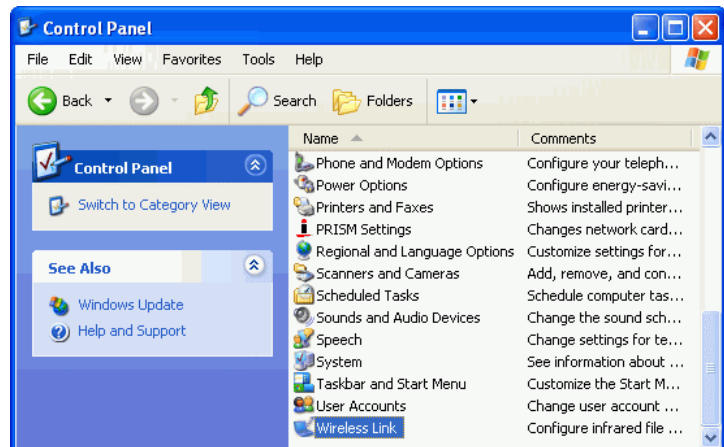 Control Panel
File Edit View Favorites Tools Help
Back Search Folders
Control Panel
Switch to Category View
See Also
Windows Update
Help and Support
Name Comments
Phone and Modem Options Configure your teleph...
Power Options Configure energy-savi...
Printers and Faxes Shows installed printer...
PRISM Settings Changes network card...
Regional and Language Options Customize settings for...
Scanners and Cameras Add, remove, and con...
Scheduled Tasks Schedule computer tas...
Sounds and Audio Devices Change the sound sch...
Speech Change settings for te...
System See information about ...
Taskbar and Start Menu Customize the Start M...
User Accounts Change user account ...
Wireless Link Configure infrared file ...